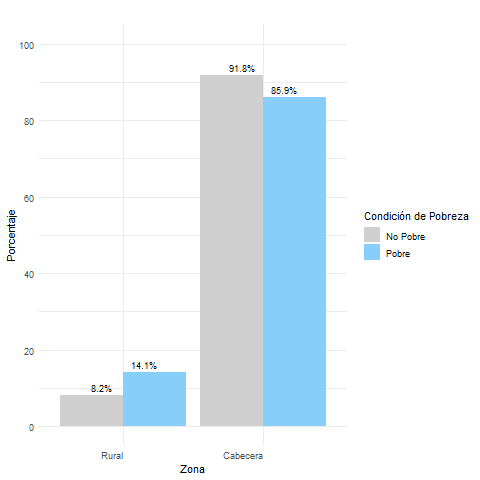 100
80
60
40
20
0
Porcentaje
91.8%
85.9%
14.1%
8.2%
Rural
Cabecera
Zona
Condición de Pobreza
No Pobre
Pobre